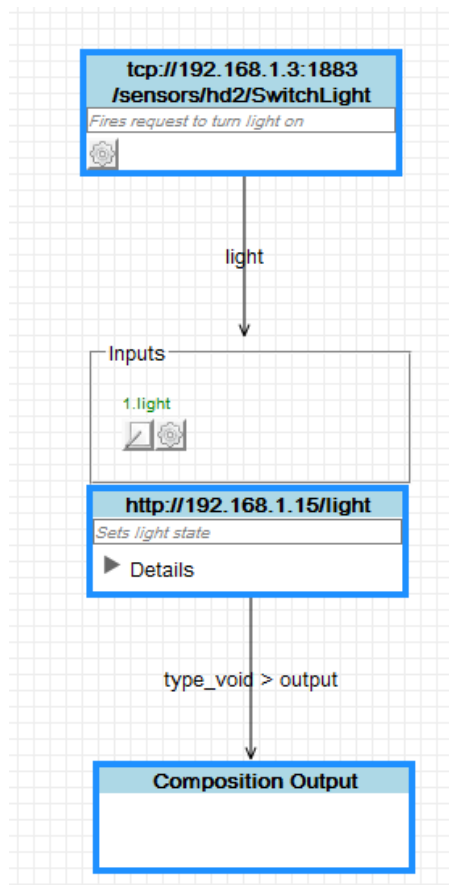 tcp://192.168.1.3:1883
/sensors/hd2/SwitchLight
Fires request to turn light on
light
Inputs
1.light
http://192.168.1.15/light
Sets light state
Details
type_void > output
Composition Output